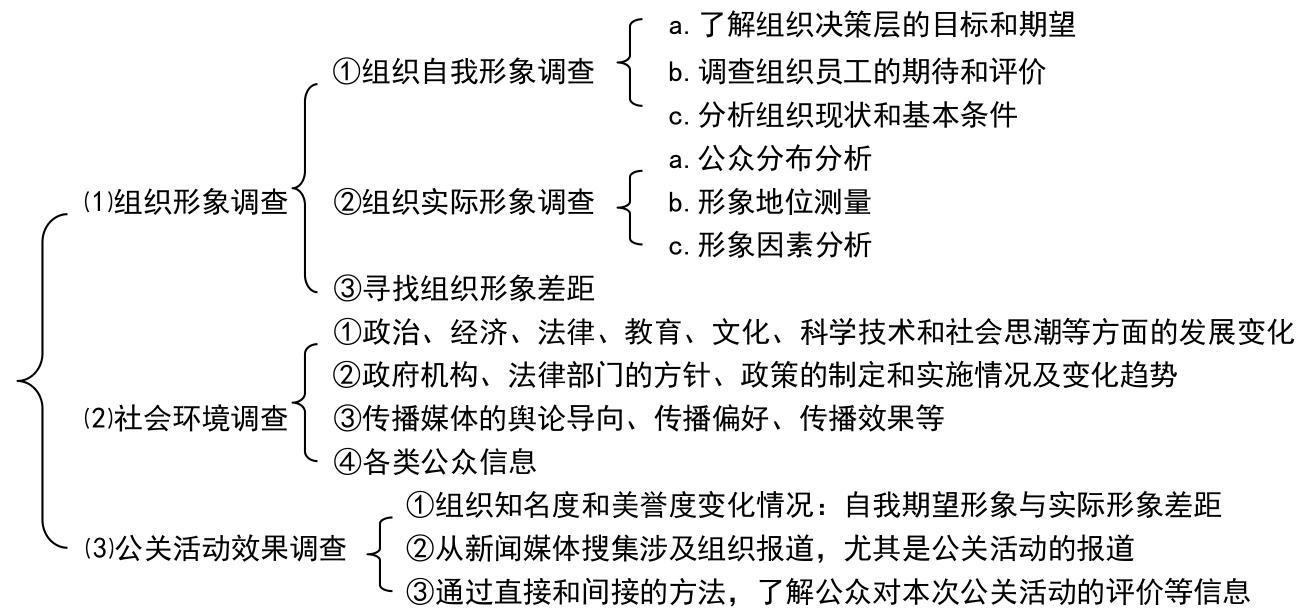 (1)组织形象调查
①组织自我形象调查
a. 了解组织决策层的目标和期望
b. 调查组织员工的期待和评价
c. 分析组织现状和基本条件
②组织实际形象调查
a. 公众分布分析
b. 形象地位测量
c. 形象因素分析
③寻找组织形象差距
(2)社会环境调查
①政治、经济、法律、教育、文化、科学技术和社会思潮等方面的发展变化
②政府机构、法律部门的方针、政策的制定和实施情况及变化趋势
③传播媒体的舆论导向、传播偏好、传播效果等
④各类公众信息
(3)公关活动效果调查
①组织知名度和美誉度变化情况：自我期望形象与实际形象差距
②从新闻媒体搜集涉及组织报道，尤其是公关活动的报道
③通过直接和间接的方法，了解公众对本次公关活动的评价等信息